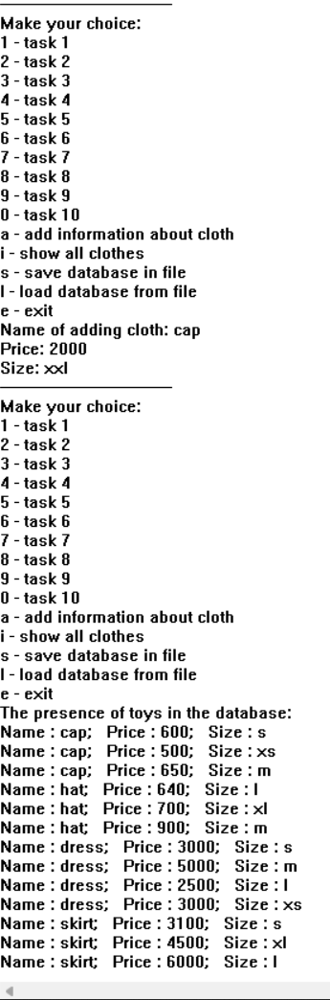 Make your choice:
1 - task 1
2 - task 2
3 - task 3
4 - task 4
5 - task 5
6 - task 6
7 - task 7
8 - task 8
9 - task 9
0 - task 10
a - add information about cloth
i - show all clothes
s - save database in file
l - load database from file
e - exit
Name of adding cloth: cap
Price: 2000
Size: xxl
Make your choice:
1 - task 1
2 - task 2
3 - task 3
4 - task 4
5 - task 5
6 - task 6
7 - task 7
8 - task 8
9 - task 9
0 - task 10
a - add information about cloth
i - show all clothes
s - save database in file
l - load database from file
e - exit
The presence of toys in the database:
Name : cap;   Price : 600;   Size : s
Name : cap;   Price : 500;   Size : xs
Name : cap;   Price : 650;   Size : m
Name : hat;   Price : 640;   Size : l
Name : hat;   Price : 700;   Size : xl
Name : hat;   Price : 900;   Size : m
Name : dress;   Price : 3000;   Size : s
Name : dress;   Price : 5000;   Size : m
Name : dress;   Price : 2500;   Size : l
Name : dress;   Price : 3000;   Size : xs
Name : skirt;   Price : 3100;   Size : s
Name : skirt;   Price : 4500;   Size : xl
Name : skirt;   Price : 6000;   Size : l